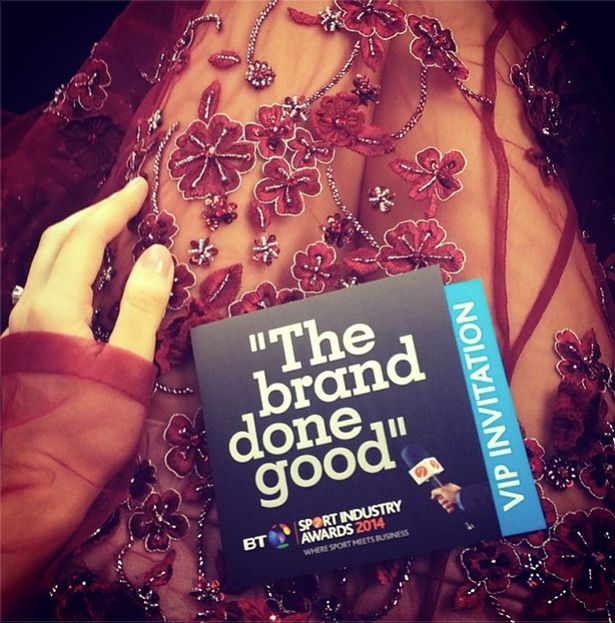 "The
brand
done
good"
BT
SPORT INDUSTRY
AWARDS 2014
WHERE SPORT MEETS BUSINESS
VIP INVITATION